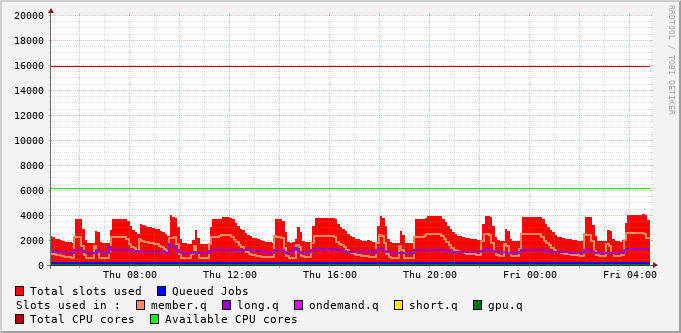 20000
18000
16000
14000
12000
10000
8000
6000
4000
2000
0
Thu 08:00 Thu 12:00 Thu 16:00 Thu 20:00 Fri 00:00 Fri 04:00
RRDTOOL / TOBI OETIKER
Total slots used Queued Jobs
Slots used in : member.q long.q ondemand.q short.q gpu.q
Total CPU cores Available CPU cores